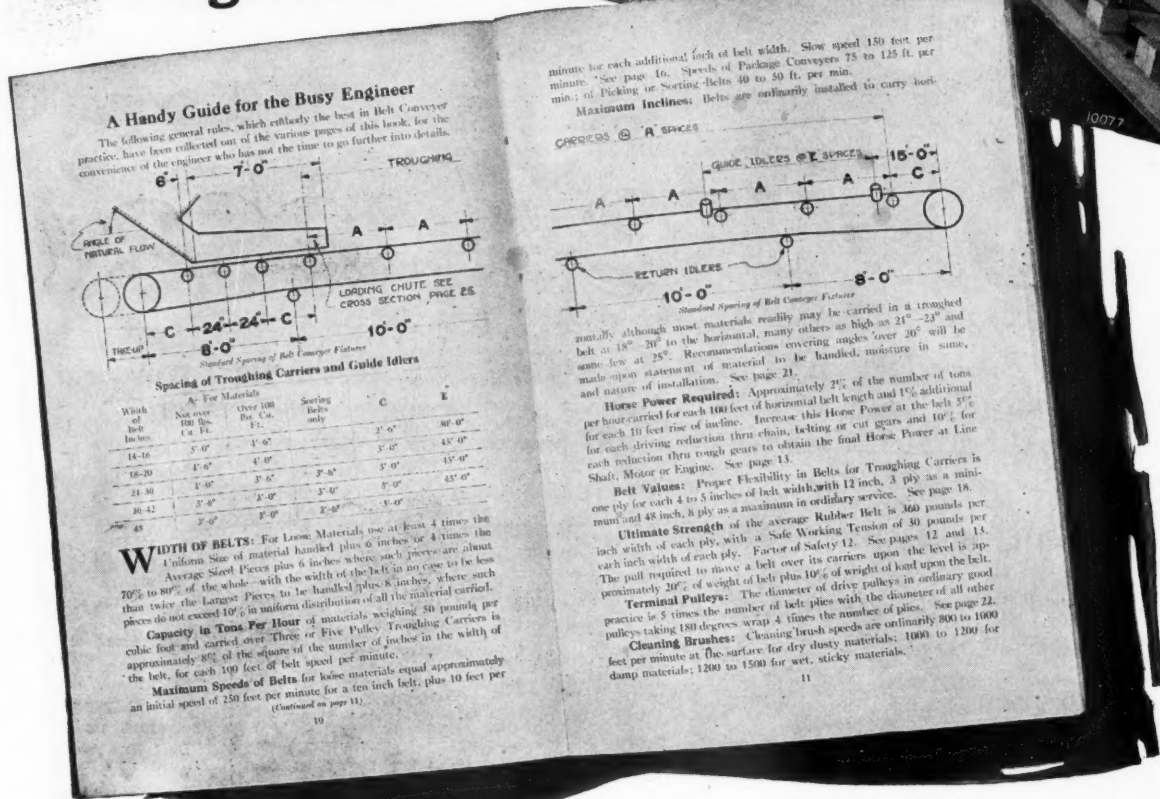 A Handy Guide for the Busy Engineer
The following general rules, which embody the best in Belt Conveyer
practice, have been collected out of the various pages of this book, for the
convenience of the engineer who has not the time to go further into details.
6" 7'-0" TROUGHING
ANGLE OF
NATURAL FLOW
A A
LOADING CHUTE SEE
CROSS SECTION PAGE 26.
C 24" 24" C
TAKE-UP 8'-0" 10'-0"
Standard Spacing of Belt Conveyer Fixtures
Spacing of Troughing Carriers and Guide Idlers
A- For Materials
Width of Belt Inches Not over 100 lbs. Cu. Ft. Over 100 lbs. Cu. Ft. Sorting Belts only C E
14-16 5'-0" 4'-6" 2'-6"
18-20 4'-6" 4'-0" 3'-0" 45'-0"
3'-6" 3'-6" 3'-0" 45'-0"
36-42 3'-0" 3'-0" 45'-0"
48 3'-0" 3'-0"
WIDTH OF BELTS: For Loose Materials use at least 4 times the
Uniform Size of material handled plus 6 inches or 4 times the
Average Sized Pieces plus 6 inches where such pieces are about
70% to 80% of the whole—with the width of the belt in no case to be less
than twice the Largest Pieces to be handled plus 8 inches, where such
pieces do not exceed 10% in uniform distribution of all the material carried.
Capacity in Tons Per Hour of materials weighing 50 pounds per
cubic foot and carried over Three or Five Pulley Troughing Carriers is
approximately 8% of the square of the number of inches in the width of
the belt, for each 100 feet of belt speed per minute.
Maximum Speeds of Belts for loose materials equal approximately
an initial speed of 250 feet per minute for a ten inch belt, plus 10 feet per
(Continued on page 11)
10
minute for each additional inch of belt width. Slow speed 150 feet per
minute. See page 16. Speeds of Package Conveyers 75 to 125 ft. per
min.; of Picking or Sorting Belts 40 to 50 ft. per min.
Maximum Inclines: Belts are ordinarily installed to carry hori-
CARRIERS @ "A" SPACES
GUIDE IDLERS @ E SPACES 15'-0"
A A A C
RETURN IDLERS
10'-0" 8'-0"
Standard Spacing of Belt Conveyer Fixtures
zontally although most materials readily may be carried in a troughed
belt at 18°—20° to the horizontal, many others as high as 21°—23° and
some few at 25°. Recommendations covering angles over 20° will be
made upon statement of material to be handled, moisture in same,
and nature of installation. See page 21.
Horse Power Required: Approximately 2% of the number of tons
per hour carried for each 100 feet of horizontal belt length and 1% additional
for each 10 feet rise of incline. Increase this Horse Power at the belt 5%
for each driving reduction thru chain, belting or cut gears and 10% for
each reduction thru rough gears to obtain the final Horse Power at Line
Shaft, Motor or Engine. See page 13.
Belt Values: Proper Flexibility in Belts for Troughing Carriers is
one ply for each 4 to 5 inches of belt width, with 12 inch, 3 ply as a mini-
mum and 48 inch, 8 ply as a maximum in ordinary service. See page 18.
Ultimate Strength of the average Rubber Belt is 360 pounds per
inch width of each ply, with a Safe Working Tension of 30 pounds per
each inch width of each ply. Factor of Safety 12. See pages 12 and 13.
The pull required to move a belt over its carriers upon the level is ap-
proximately 20% of weight of belt plus 10% of weight of load upon the belt.
Terminal Pulleys: The diameter of drive pulleys in ordinary good
practice is 5 times the number of belt plies with the diameter of all other
pulleys taking 180 degrees wrap 4 times the number of plies. See page 22.
Cleaning Brushes: Cleaning brush speeds are ordinarily 800 to 1000
feet per minute at the surface for dry dusty materials; 1000 to 1200 for
damp materials; 1200 to 1500 for wet, sticky materials.
11
10077